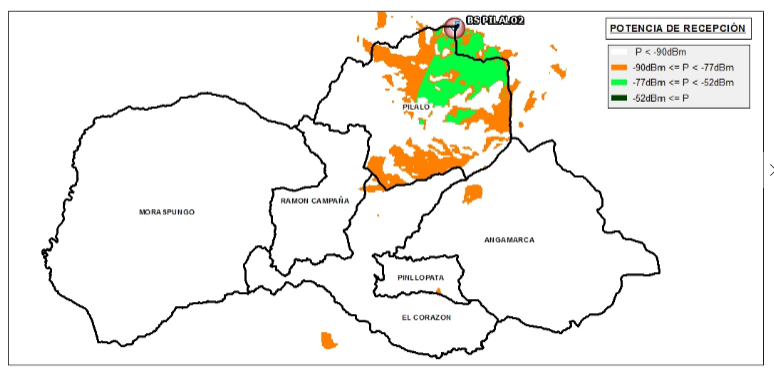 BS PILALO2
POTENCIA DE RECEPCIÓN
P < -90dBm
-90dBm <= P < -77dBm
-77dBm <= P < -52dBm
-52dBm <= P
PILALO
RAMON CAMPAÑA
MORASPUNGO
ANGAMARCA
PINLLOPATA
EL CORAZON